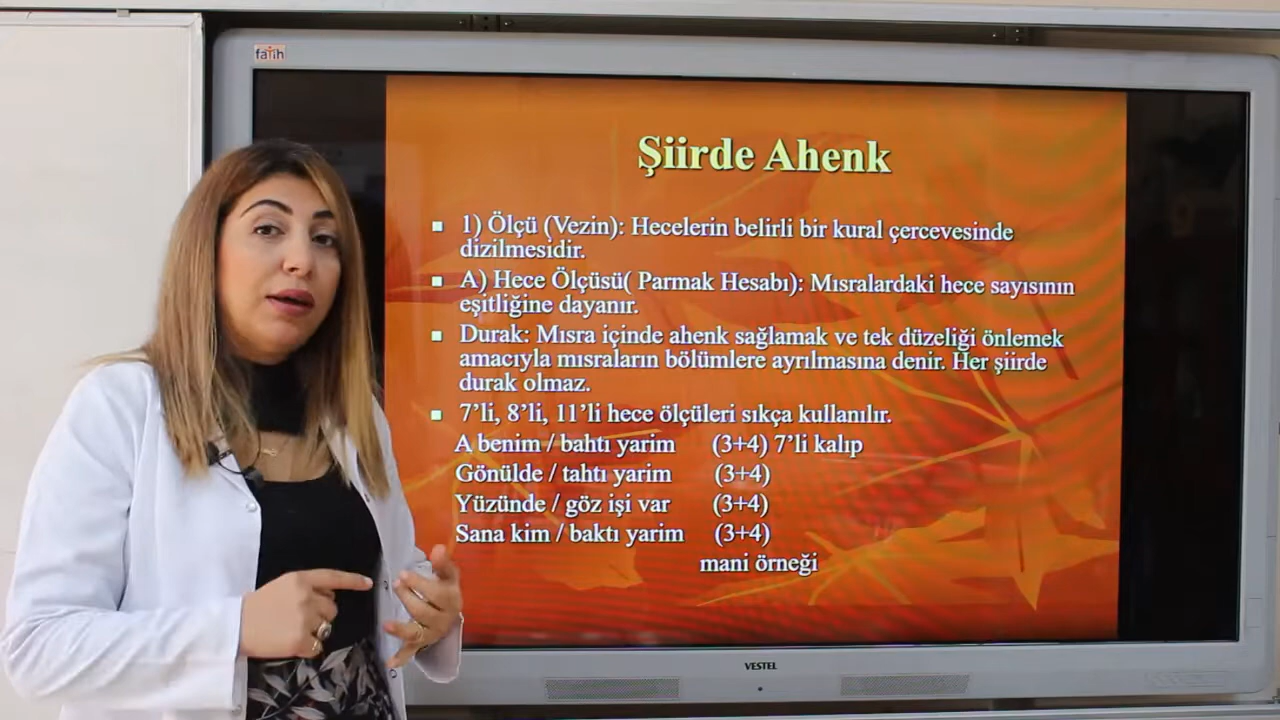 fatih
Şiirde Ahenk
1) Ölçü (Vezin): Hecelerin belirli bir kural çercevesinde
dizilmesidir.
A) Hece Ölçüsü( Parmak Hesabı): Mısralardaki hece sayısının
eşitliğine dayanır.
Durak: Mısra içinde ahenk sağlamak ve tek düzeliği önlemek
amacıyla mısraların bölümlere ayrılmasına denir. Her şiirde
durak olmaz.
7’li, 8’li, 11’li hece ölçüleri sıkça kullanılır.
A benim / bahtı yarim (3+4) 7’li kalıp
Gönülde / tahtı yarim (3+4)
Yüzünde / göz işi var (3+4)
Sana kim / baktı yarim (3+4)
mani örneği
VESTEL